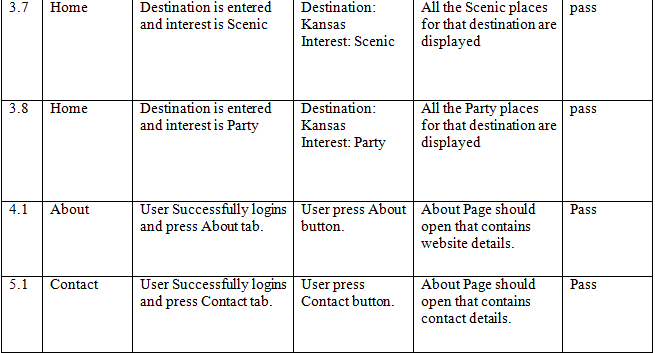 3.7 Home Destination is entered Destination: All the Scenic places pass
and interest is Scenic Kansas for that destination are
Interest: Scenic displayed
3.8 Home Destination is entered Destination: All the Party places pass
and interest is Party Kansas for that destination are
Interest: Party displayed
4.1 About User Successfully logins User press About About Page should Pass
and press About tab. button. open that contains
website details.
5.1 Contact User Successfully logins User press About Page should Pass
and press Contact tab. Contact button. open that contains
contact details.